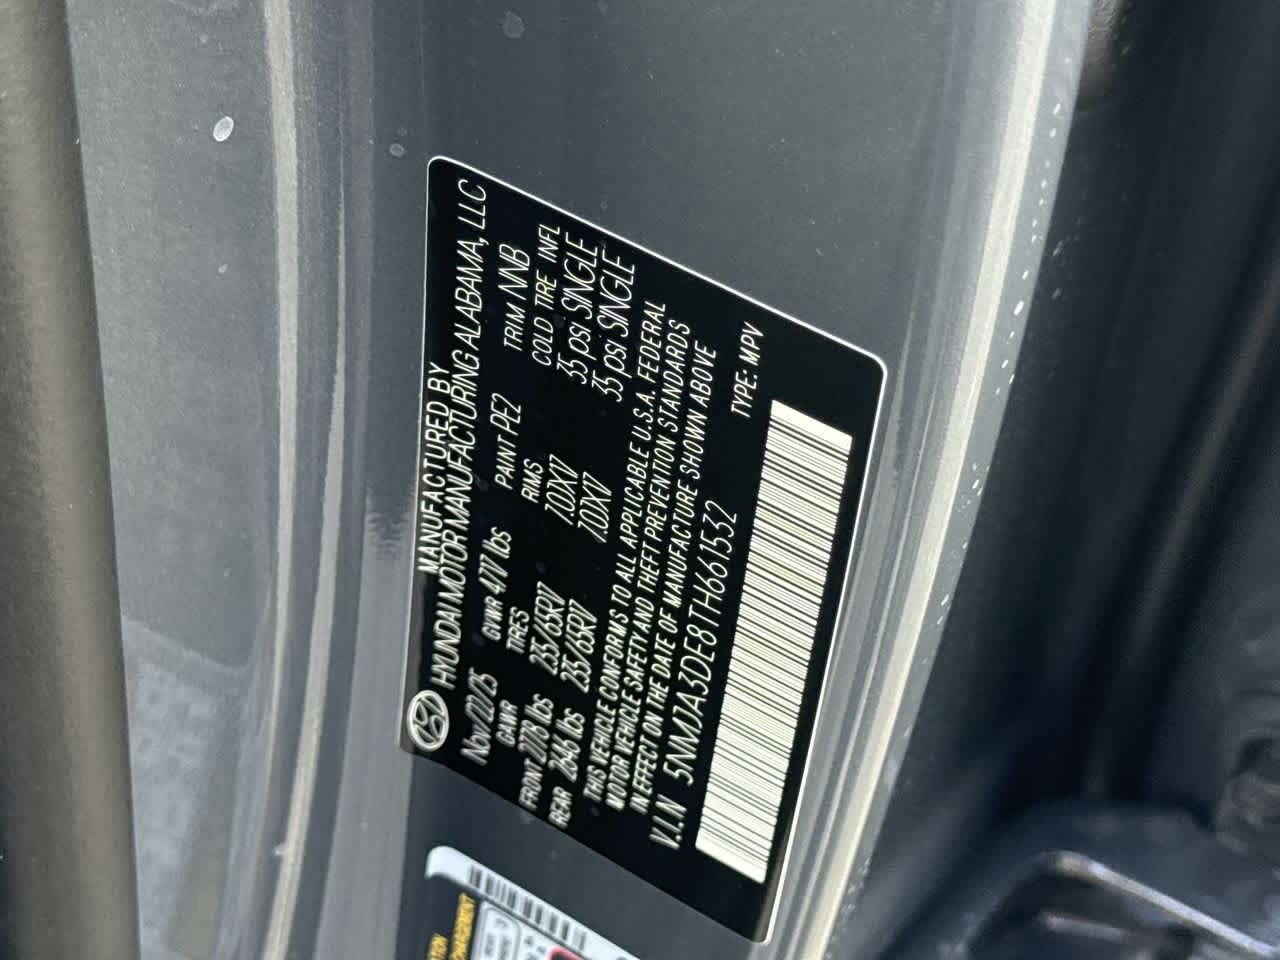 MANUFACTURED BY
HYUNDAI MOTOR MANUFACTURING ALABAMA, LLC
Nov/12/25 GVWR 4717 lbs PAINT PE2 TRIM NNB
GAWR TIRES RMS COLD TIRE INFL
FRONT lbs 235/65R17 7.0JX17 35 psi SINGLE
REAR 2646 lbs 235/65R17 7.0JX17 35 psi SINGLE
THIS VEHICLE CONFORMS TO ALL APPLICABLE U.S.A. FEDERAL
MOTOR VEHICLE SAFETY AND THEFT PREVENTION STANDARDS
IN EFFECT ON THE DATE OF MANUFACTURE SHOWN ABOVE
V.I.N 5NMJA3DE8TH661532 TYPE: MPV